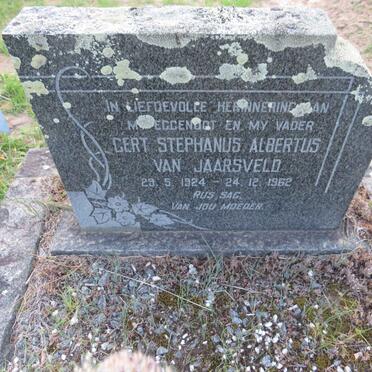 IN LIEFDEVOLLE HERINNERING AAN
MY EGGENOOT EN MY VADER
GERT STEPHANUS ALBERTUS
VAN JAARSVELD
29. 5. 1924 - 24. 12. 1962
RUS SAG.
VAN JOU MOEDER.